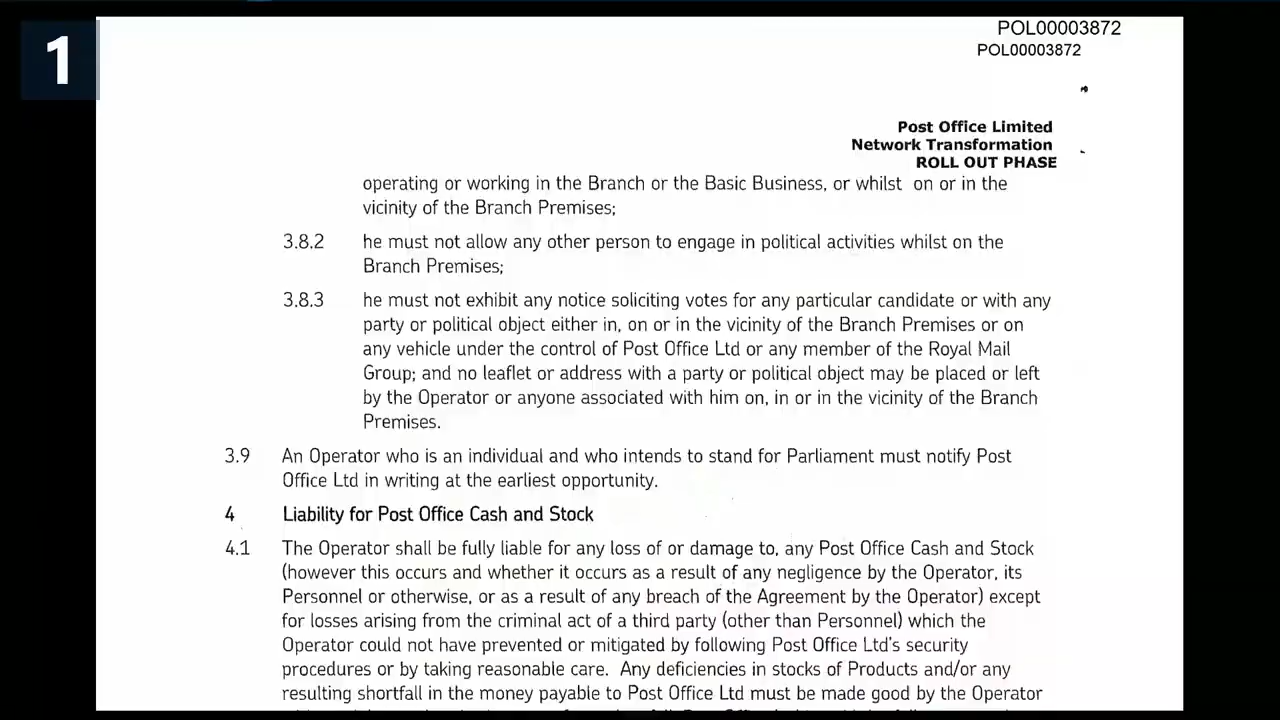 1
POL00003872
POL00003872
Post Office Limited
Network Transformation
ROLL OUT PHASE
operating or working in the Branch or the Basic Business, or whilst on or in the
vicinity of the Branch Premises;
3.8.2 he must not allow any other person to engage in political activities whilst on the
Branch Premises;
3.8.3 he must not exhibit any notice soliciting votes for any particular candidate or with any
party or political object either in, on or in the vicinity of the Branch Premises or on
any vehicle under the control of Post Office Ltd or any member of the Royal Mail
Group; and no leaflet or address with a party or political object may be placed or left
by the Operator or anyone associated with him on, in or in the vicinity of the Branch
Premises.
3.9 An Operator who is an individual and who intends to stand for Parliament must notify Post
Office Ltd in writing at the earliest opportunity.
4 Liability for Post Office Cash and Stock
4.1 The Operator shall be fully liable for any loss of or damage to, any Post Office Cash and Stock
(however this occurs and whether it occurs as a result of any negligence by the Operator, its
Personnel or otherwise, or as a result of any breach of the Agreement by the Operator) except
for losses arising from the criminal act of a third party (other than Personnel) which the
Operator could not have prevented or mitigated by following Post Office Ltd's security
procedures or by taking reasonable care. Any deficiencies in stocks of Products and/or any
resulting shortfall in the money payable to Post Office Ltd must be made good by the Operator